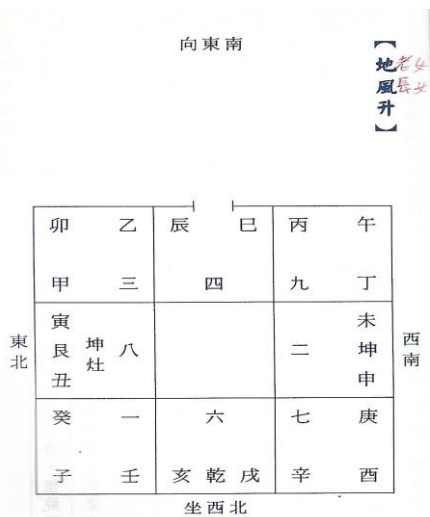 向東南
【地風升】
老女
長女
卯 乙 辰 巳 丙 午
甲 三 四 九 丁
東北
寅艮丑 坤灶 八 二 未坤申
西南
癸 一 六 七 庚
子 壬 亥 乾 戌 辛 酉
坐西北